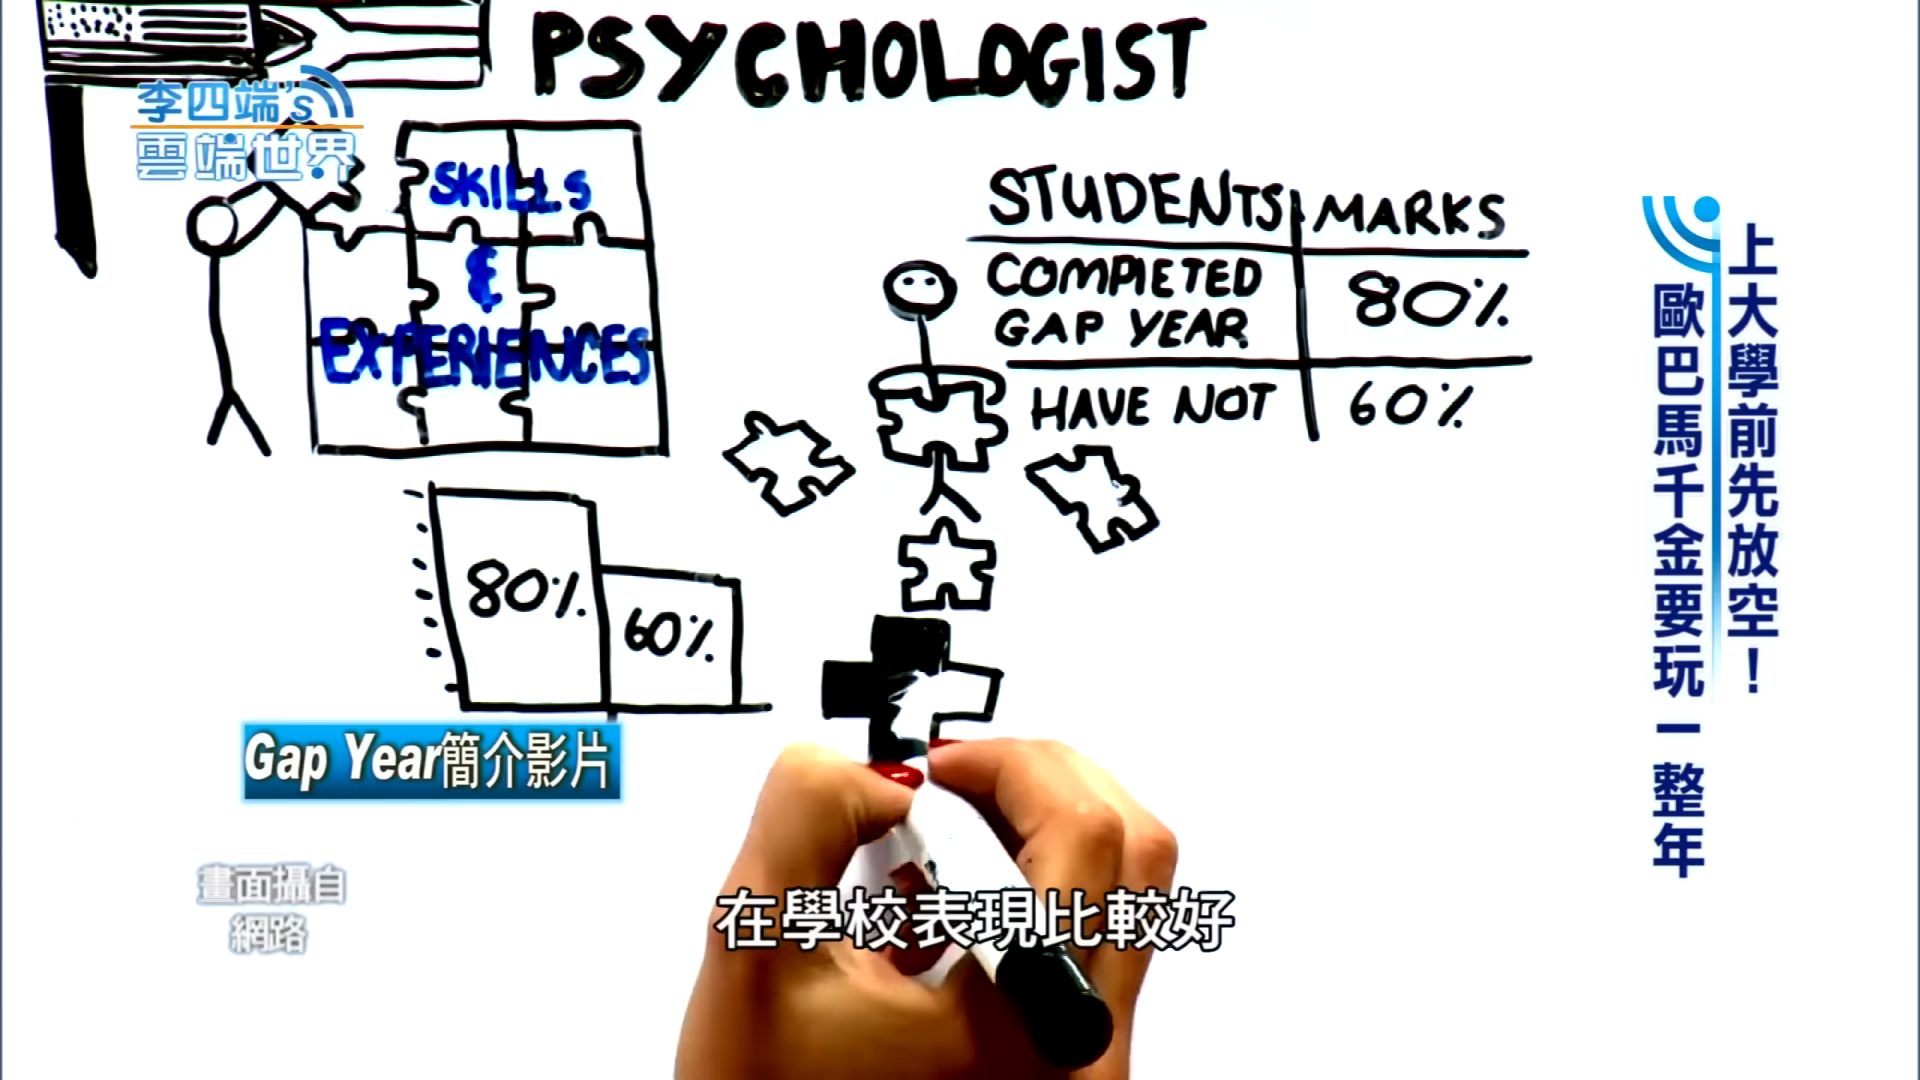 PSYCHOLOGIST
李四端's
雲端世界
SKILLS
&
EXPERIENCES
STUDENTS MARKS
COMPLETED GAP YEAR 80%
HAVE NOT 60%
80%
60%
上大學前先放空！
歐巴馬千金要玩一整年
Gap Year簡介影片
畫面攝自
網路
在學校表現比較好